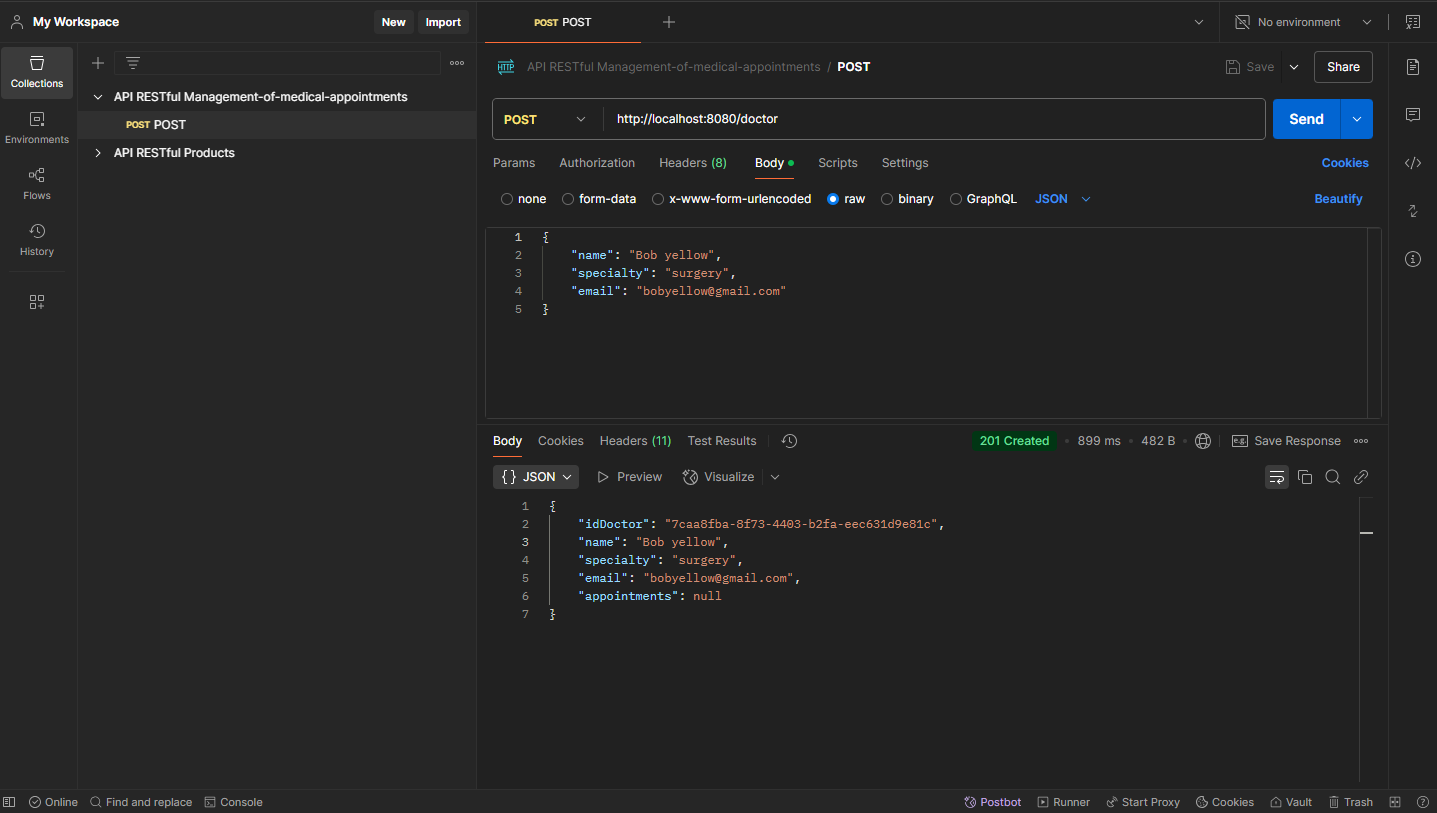 My Workspace
New
Import
POST POST
No environment
Collections
Environments
Flows
History
API RESTful Management-of-medical-appointments
POST POST
API RESTful Products
HTTP API RESTful Management-of-medical-appointments / POST
Save
Share
POST
http://localhost:8080/doctor
Send
Params
Authorization
Headers (8)
Body
Scripts
Settings
Cookies
none
form-data
x-www-form-urlencoded
raw
binary
GraphQL
JSON
Beautify
1 {
2 "name": "Bob yellow",
3 "specialty": "surgery",
4 "email": "bobyellow@gmail.com"
5 }
Body
Cookies
Headers (11)
Test Results
201 Created
899 ms
482 B
e.g. Save Response
{} JSON
Preview
Visualize
1 {
2 "idDoctor": "7caa8fba-8f73-4403-b2fa-eec631d9e81c",
3 "name": "Bob yellow",
4 "specialty": "surgery",
5 "email": "bobyellow@gmail.com",
6 "appointments": null
7 }
Online
Find and replace
Console
Postbot
Runner
Start Proxy
Cookies
Vault
Trash